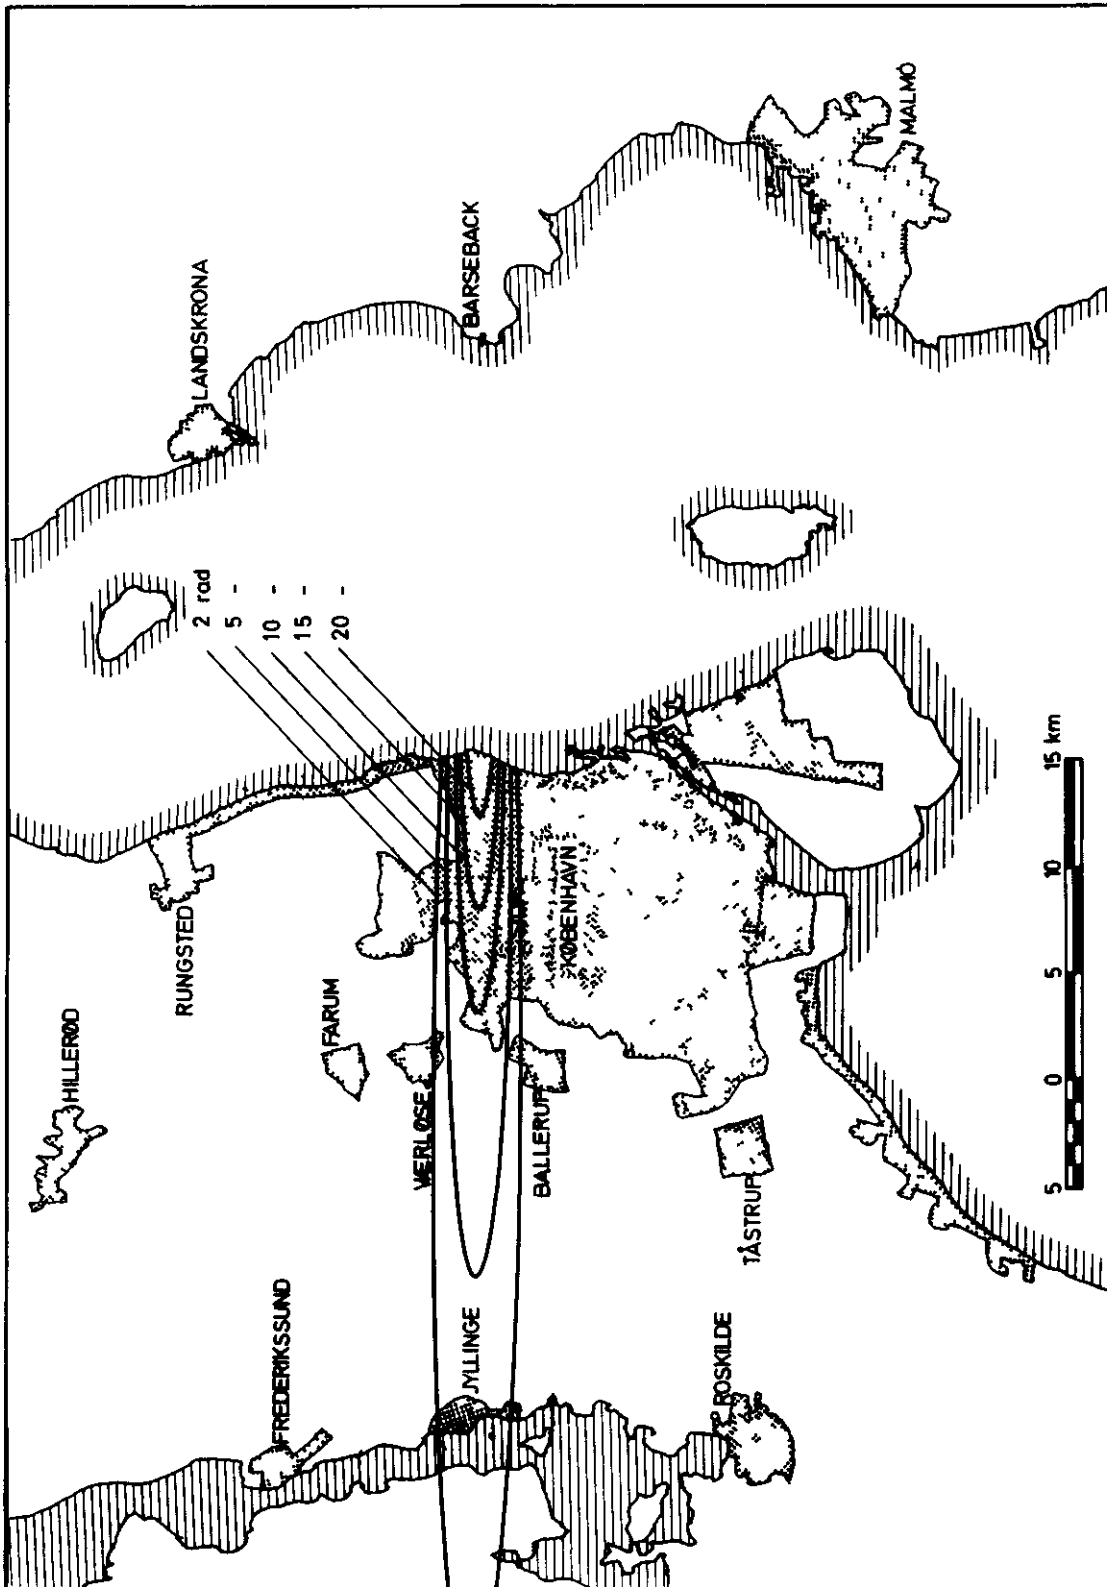 HILLERØD
RUNGSTED
LANDSKRONA
FARUM
FREDERIKSSUND
2 rad
5 -
10 -
15 -
20 -
BARSEBACK
VÆRLØSE
JYLLINGE
BALLERUP
KØBENHAVN
MALMÖ
TÅSTRUP
ROSKILDE
5 0 5 10 15 km